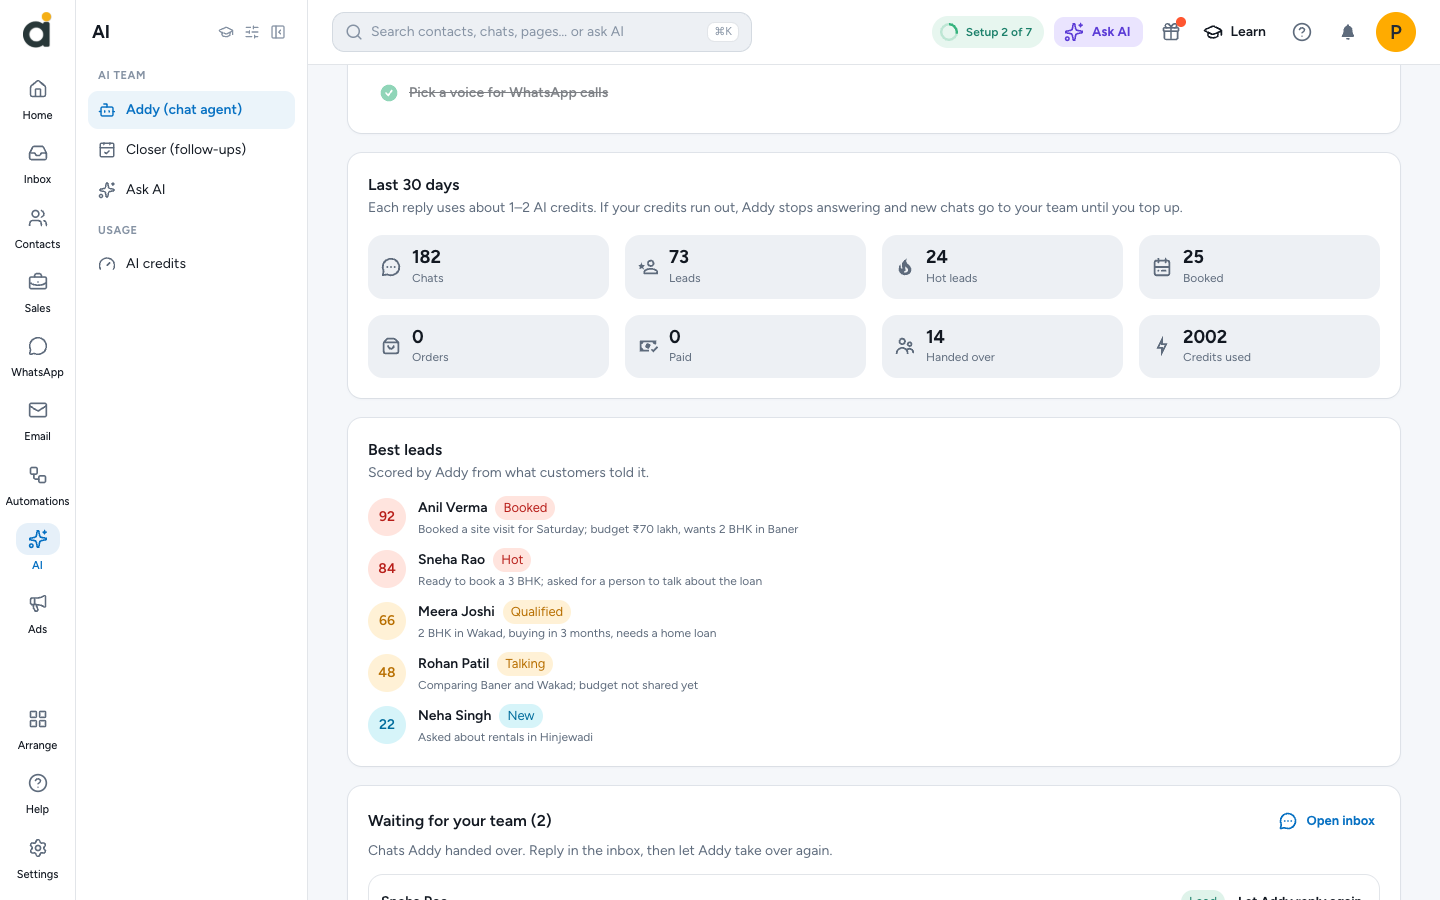 AI
Search contacts, chats, pages... or ask AI
⌘K
Setup 2 of 7
Ask AI
Learn
P
Home
Inbox
Contacts
Sales
WhatsApp
Email
Automations
AI
Ads
Arrange
Help
Settings
AI TEAM
Addy (chat agent)
Closer (follow-ups)
Ask AI
USAGE
AI credits
Pick a voice for WhatsApp calls
Last 30 days
Each reply uses about 1–2 AI credits. If your credits run out, Addy stops answering and new chats go to your team until you top up.
182
Chats
73
Leads
24
Hot leads
25
Booked
0
Orders
0
Paid
14
Handed over
2002
Credits used
Best leads
Scored by Addy from what customers told it.
92
Anil Verma Booked
Booked a site visit for Saturday; budget ₹70 lakh, wants 2 BHK in Baner
84
Sneha Rao Hot
Ready to book a 3 BHK; asked for a person to talk about the loan
66
Meera Joshi Qualified
2 BHK in Wakad, buying in 3 months, needs a home loan
48
Rohan Patil Talking
Comparing Baner and Wakad; budget not shared yet
22
Neha Singh New
Asked about rentals in Hinjewadi
Waiting for your team (2)
Open inbox
Chats Addy handed over. Reply in the inbox, then let Addy take over again.
Sneha Rao
Lead
Let Addy reply again